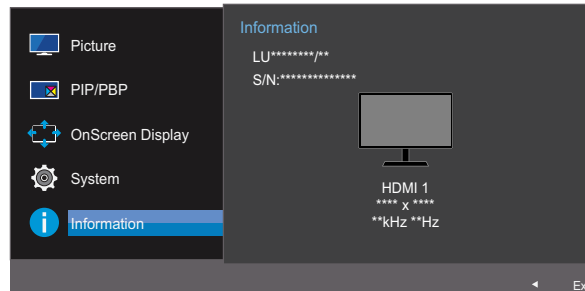 Picture
PIP/PBP
OnScreen Display
System
Information
Information
LU********/**
S/N:**************
HDMI 1
**** x ****
**kHz **Hz